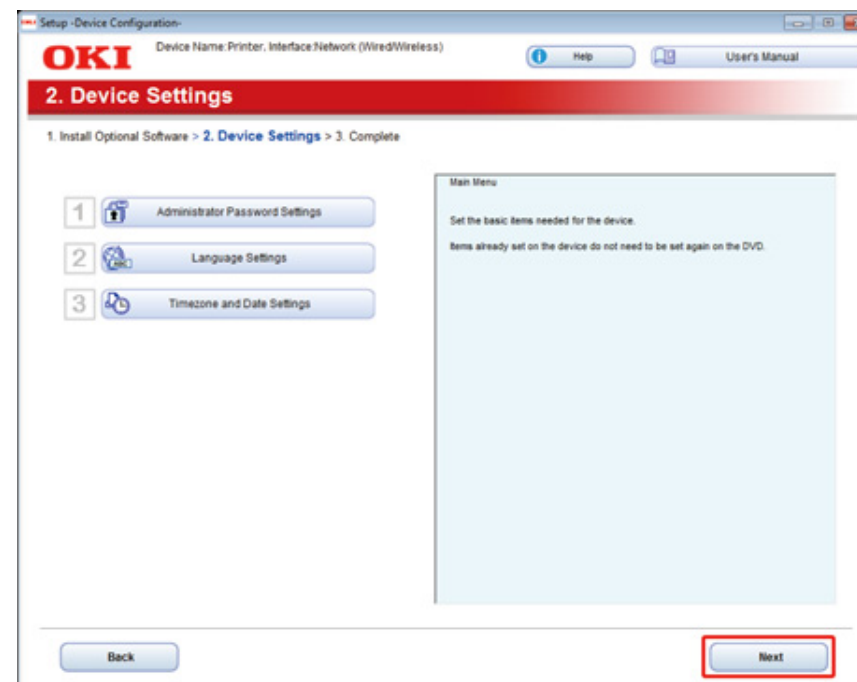 Setup -Device Configuration-
OKI
Device Name:Printer, Interface:Network (Wired/Wireless)
Help
User's Manual
2. Device Settings
1. Install Optional Software > 2. Device Settings > 3. Complete
Main Menu
Set the basic items needed for the device.
Items already set on the device do not need to be set again on the DVD.
1 Administrator Password Settings
2 Language Settings
3 Timezone and Date Settings
Back
Next